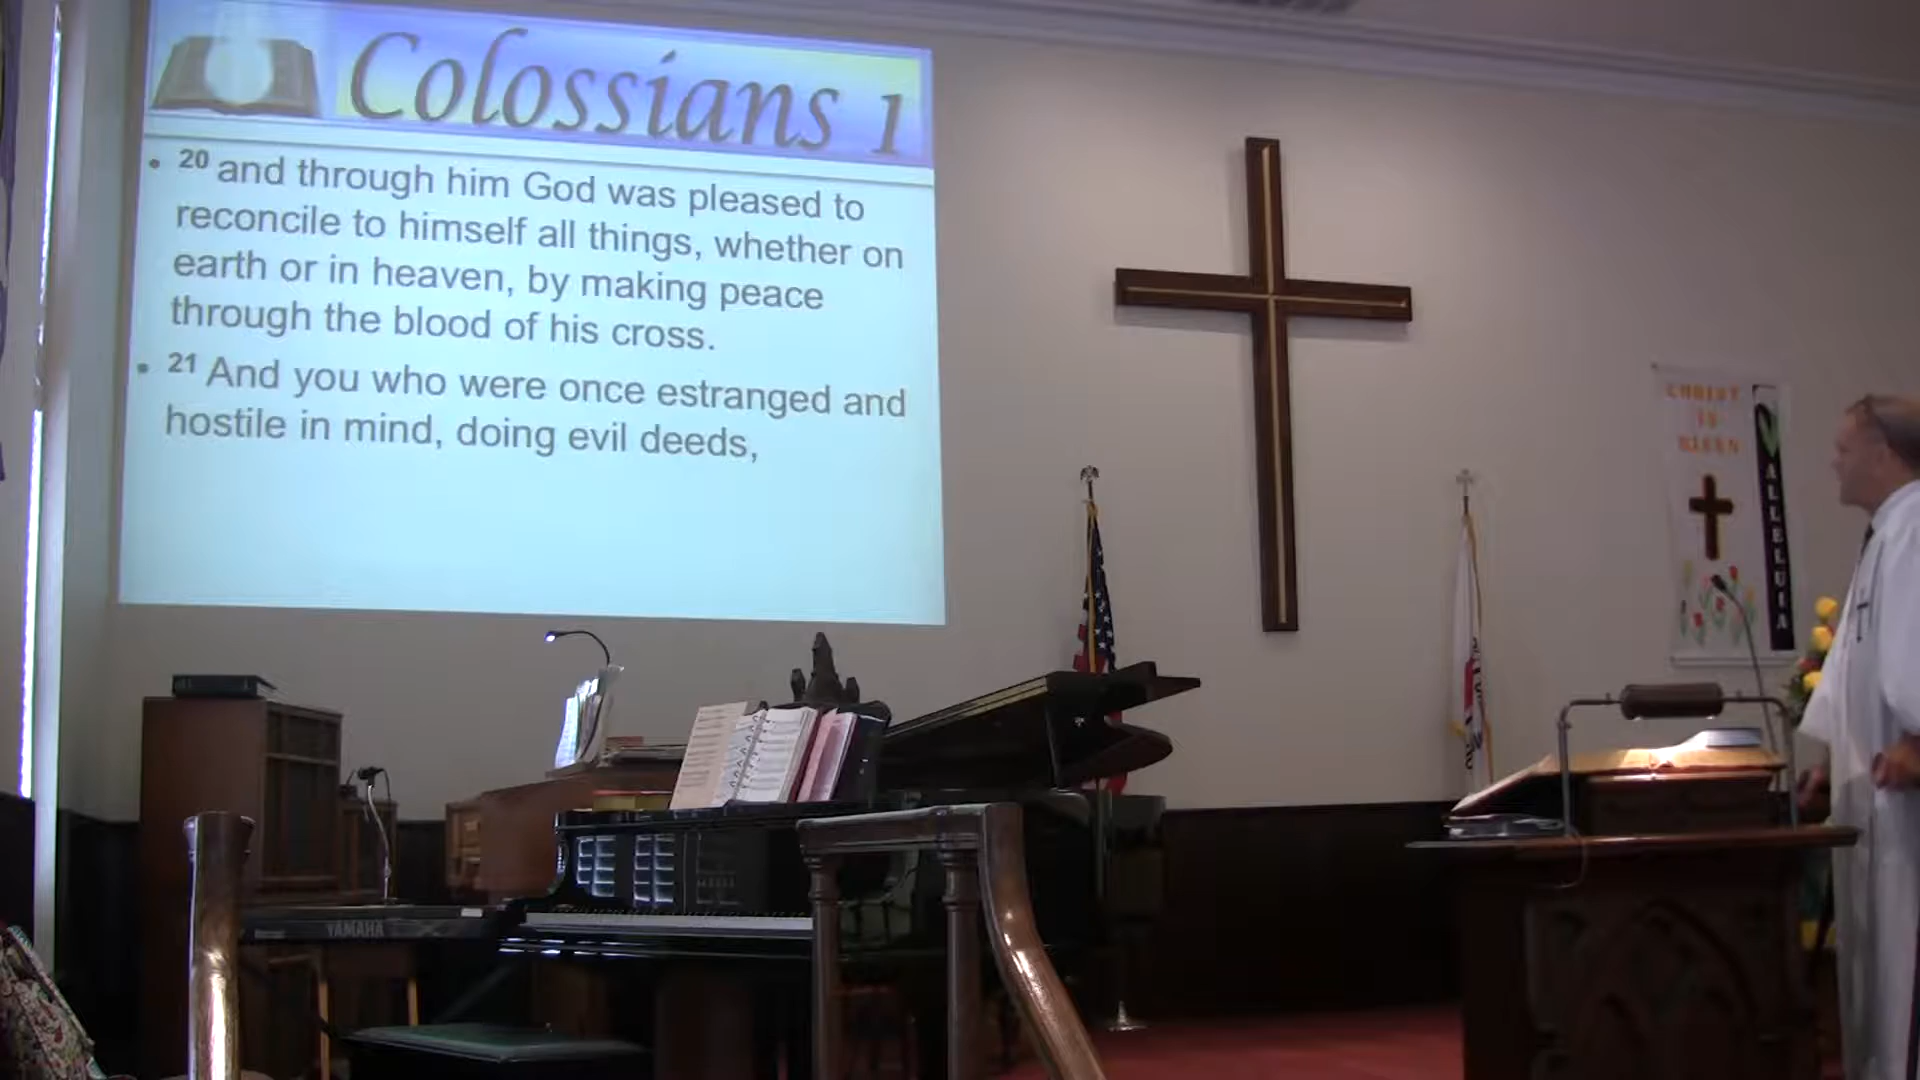 Colossians 1
• 20 and through him God was pleased to
reconcile to himself all things, whether on
earth or in heaven, by making peace
through the blood of his cross.
• 21 And you who were once estranged and
hostile in mind, doing evil deeds,
CHRIST
IS
RISEN
ALLELUIA
YAMAHA